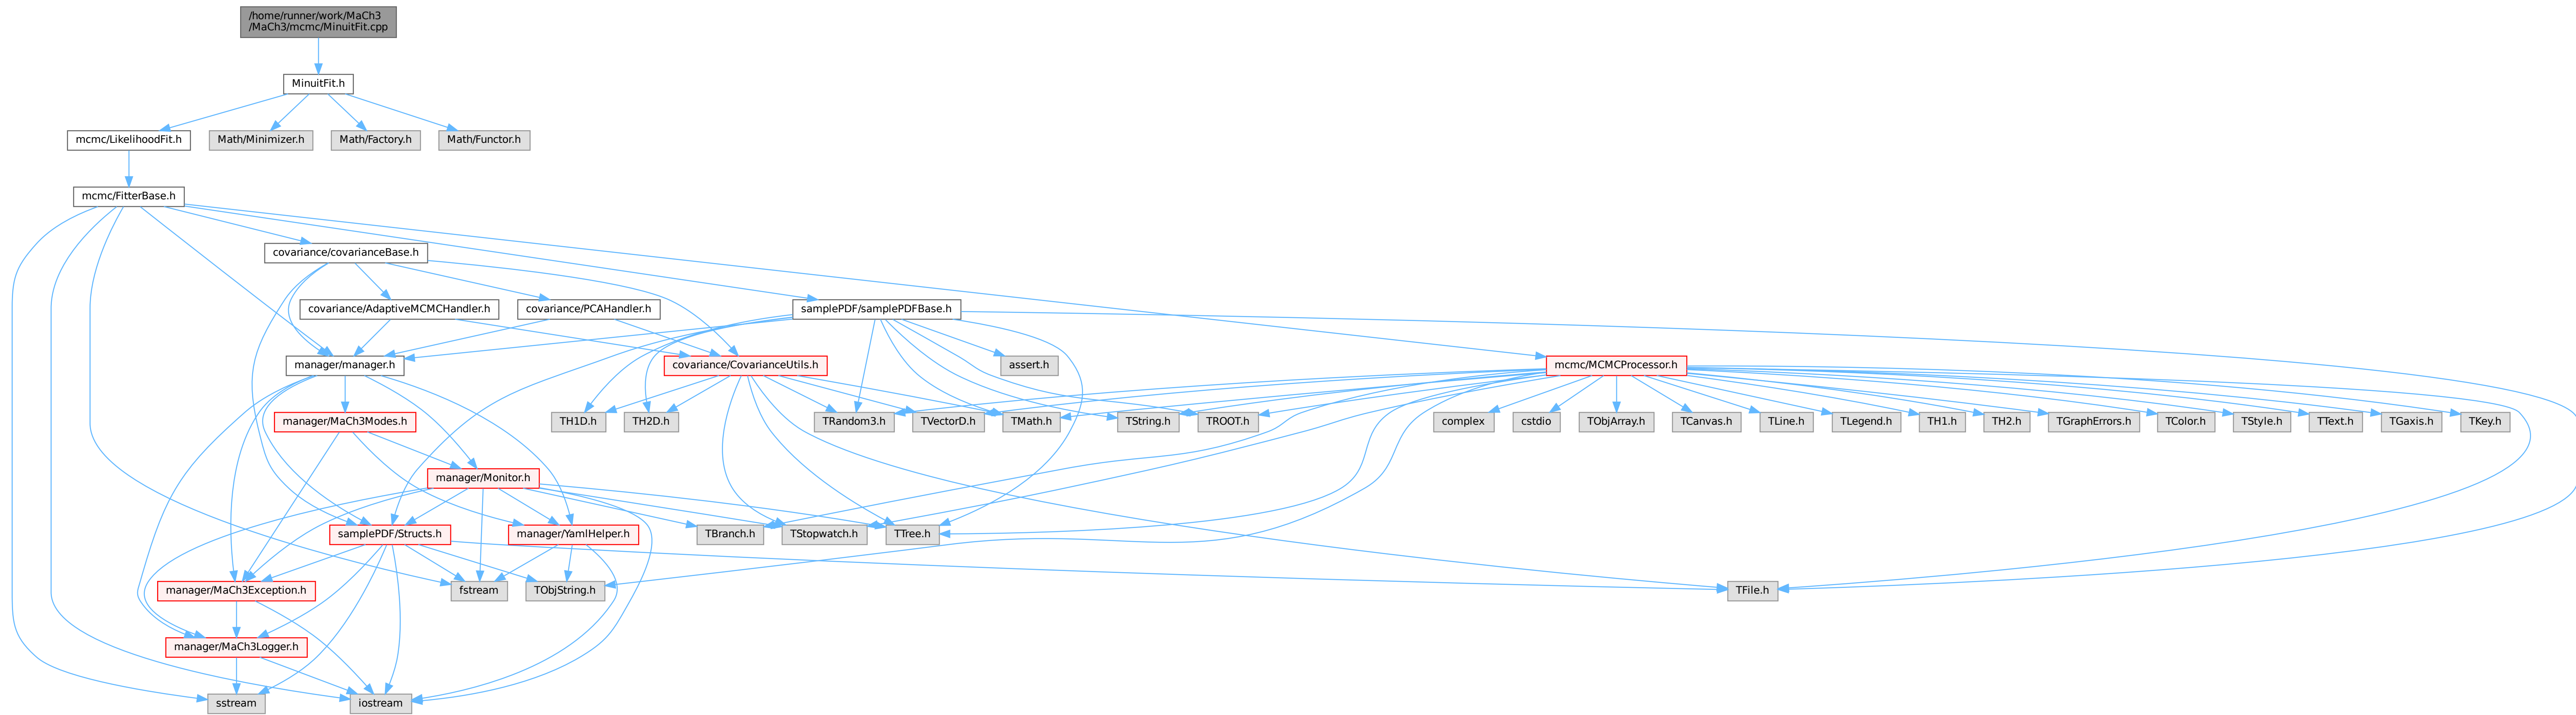 /home/runner/work/MaCh3
/MaCh3/mcmc/MinuitFit.cpp
MinuitFit.h
mcmc/LikelihoodFit.h
Math/Minimizer.h
Math/Factory.h
Math/Functor.h
mcmc/FitterBase.h
covariance/covarianceBase.h
covariance/AdaptiveMCMCHandler.h
covariance/PCAHandler.h
samplePDF/samplePDFBase.h
manager/manager.h
covariance/CovarianceUtils.h
assert.h
mcmc/MCMCProcessor.h
manager/MaCh3Modes.h
TH1D.h
TH2D.h
TRandom3.h
TVectorD.h
TMath.h
TString.h
TROOT.h
complex
cstdio
TObjArray.h
TCanvas.h
TLine.h
TLegend.h
TH1.h
TH2.h
TGraphErrors.h
TColor.h
TStyle.h
TText.h
TGaxis.h
TKey.h
manager/Monitor.h
samplePDF/Structs.h
manager/YamlHelper.h
TBranch.h
TStopwatch.h
TTree.h
manager/MaCh3Exception.h
fstream
TObjString.h
TFile.h
manager/MaCh3Logger.h
sstream
iostream